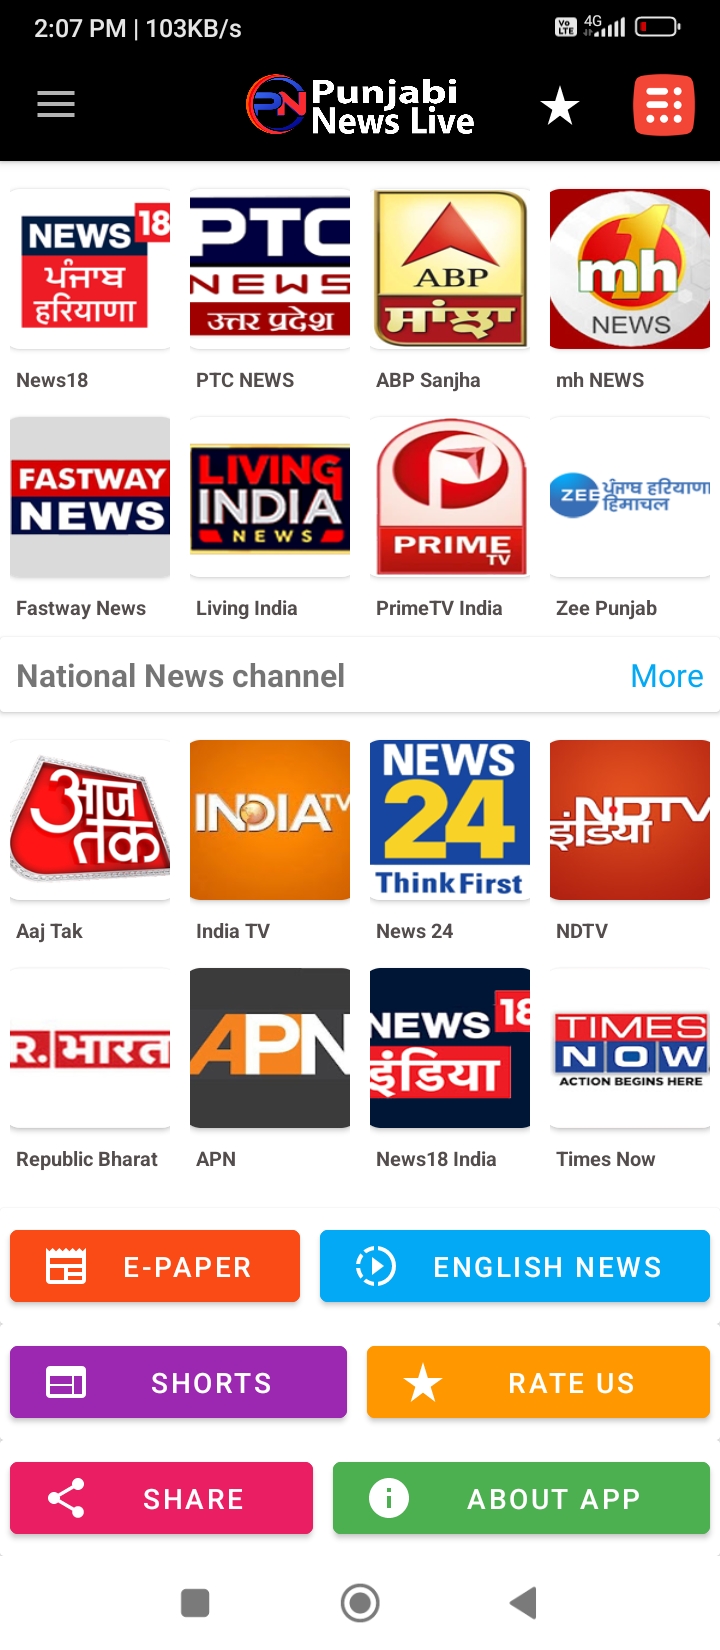 2:07 PM | 103KB/s
Vo LTE 4G
PN Punjabi
News Live
NEWS 18
ਪੰਜਾਬ
हरियाणा
PTC
NEWS
उत्तर प्रदेश
ABP
ਸਾਂਝਾ
1
mh
NEWS
News18
PTC NEWS
ABP Sanjha
mh NEWS
FASTWAY
NEWS
LIVING
INDIA
NEWS
PRIME
TV
ZEE ਪੰਜਾਬ हरियाणा
हिमाचल
Fastway News
Living India
PrimeTV India
Zee Punjab
National News channel
More
आज
तक
INDIA TV
NEWS
24
Think First
NDTV
इंडिया
Aaj Tak
India TV
News 24
NDTV
R. भारत
APN
NEWS 18
इंडिया
TIMES
NOW
ACTION BEGINS HERE
Republic Bharat
APN
News18 India
Times Now
E-PAPER
ENGLISH NEWS
SHORTS
RATE US
SHARE
ABOUT APP